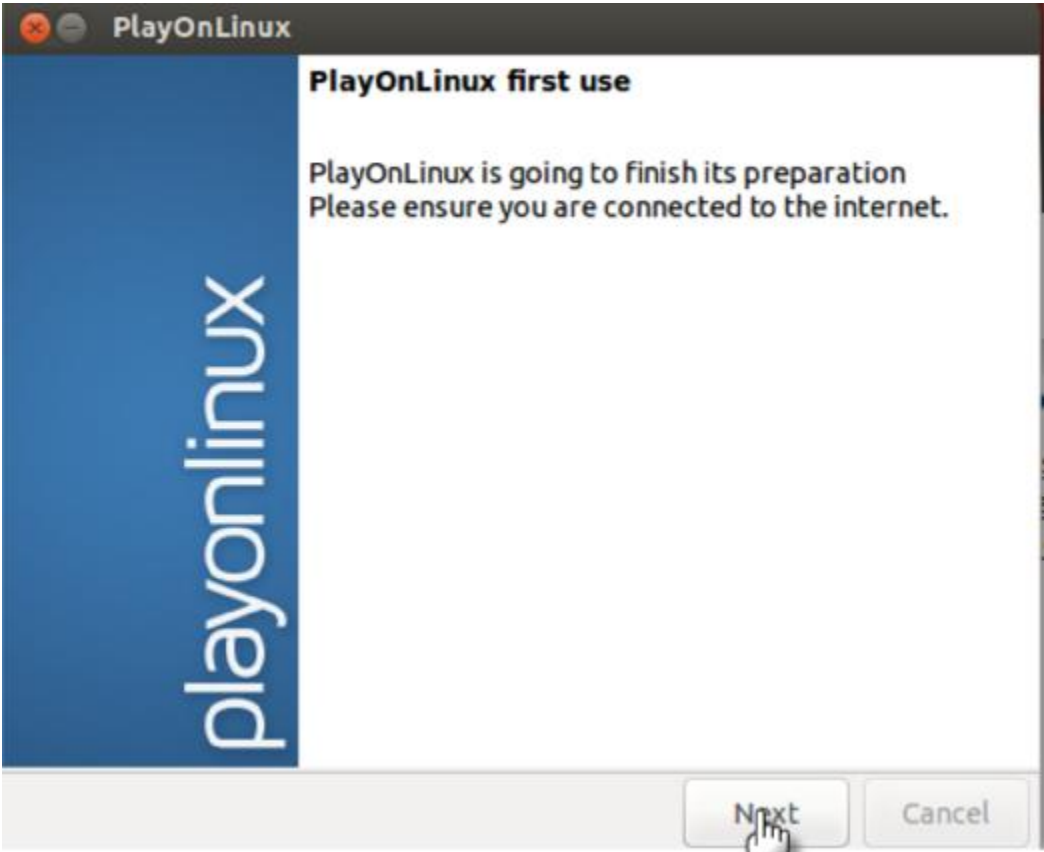 PlayOnLinux
PlayOnLinux first use
PlayOnLinux is going to finish its preparation
Please ensure you are connected to the internet.
playonlinux
Next
Cancel